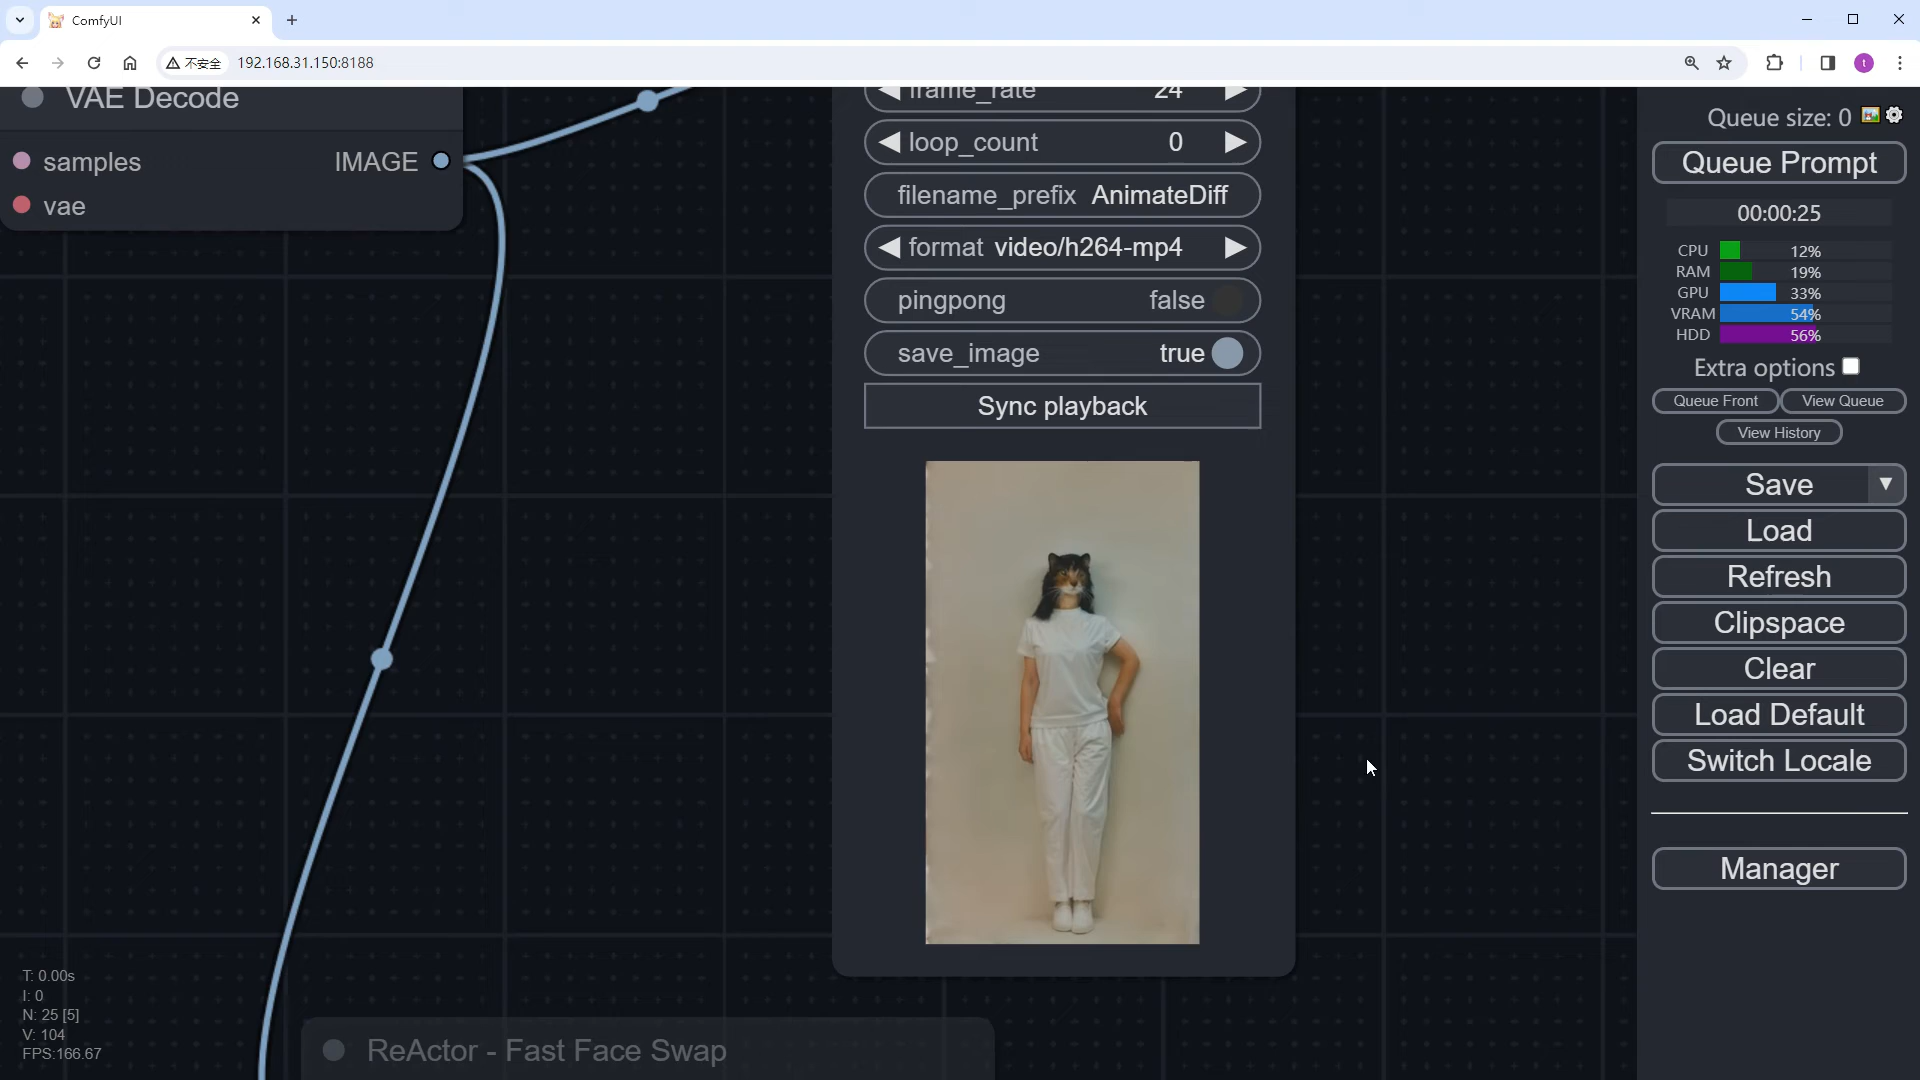 ComfyUI
不安全 192.168.31.150:8188
VAE Decode
samples IMAGE
vae
frame_rate 24
loop_count 0
filename_prefix AnimateDiff
format video/h264-mp4
pingpong false
save_image true
Sync playback
ReActor - Fast Face Swap
T: 0.00s
I: 0
N: 25 [5]
V: 104
FPS:166.67
Queue size: 0
Queue Prompt
00:00:25
CPU 12%
RAM 19%
GPU 33%
VRAM 54%
HDD 56%
Extra options
Queue Front View Queue
View History
Save ▼
Load
Refresh
Clipspace
Clear
Load Default
Switch Locale
Manager
t